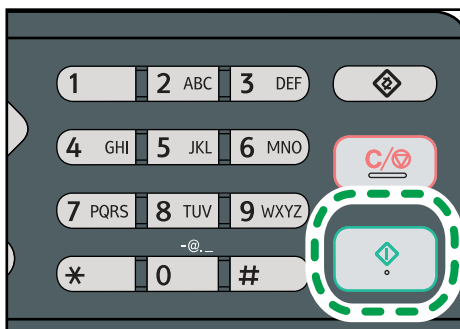 1 2 ABC 3 DEF
4 GHI 5 JKL 6 MNO C/
7 PQRS 8 TUV 9 WXYZ
-@._
* 0 #